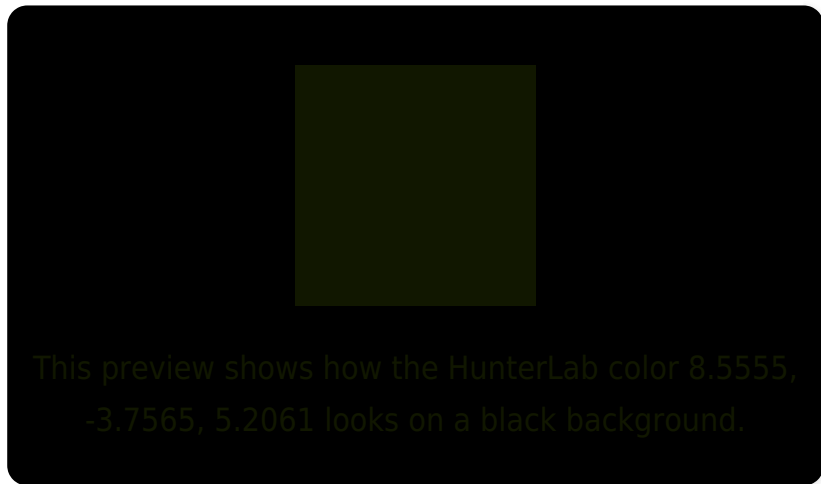 This preview shows how the HunterLab color 8.5555,
-3.7565, 5.2061 looks on a black background.